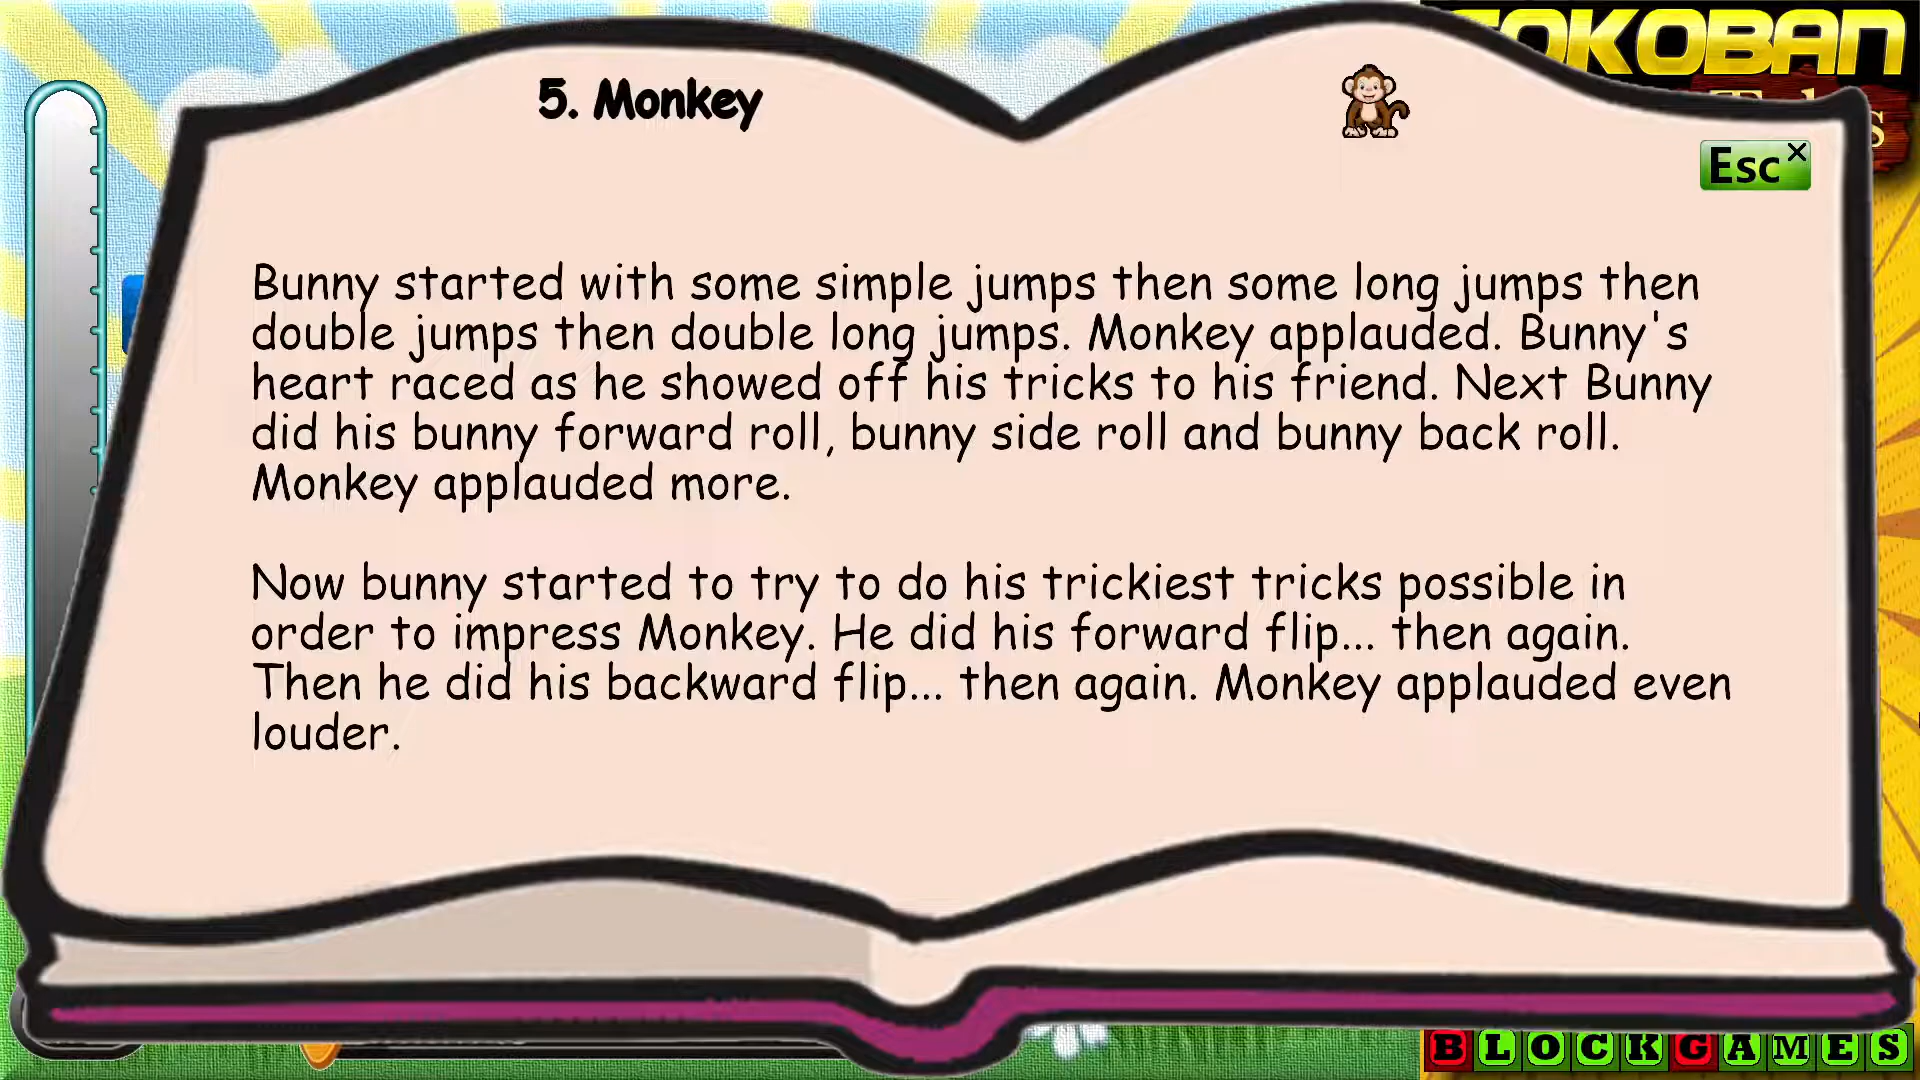 SOKOBAN
5. Monkey
Esc
Bunny started with some simple jumps then some long jumps then
double jumps then double long jumps. Monkey applauded. Bunny's
heart raced as he showed off his tricks to his friend. Next Bunny
did his bunny forward roll, bunny side roll and bunny back roll.
Monkey applauded more.
Now bunny started to try to do his trickiest tricks possible in
order to impress Monkey. He did his forward flip... then again.
Then he did his backward flip... then again. Monkey applauded even
louder.
BLOCKGAMES